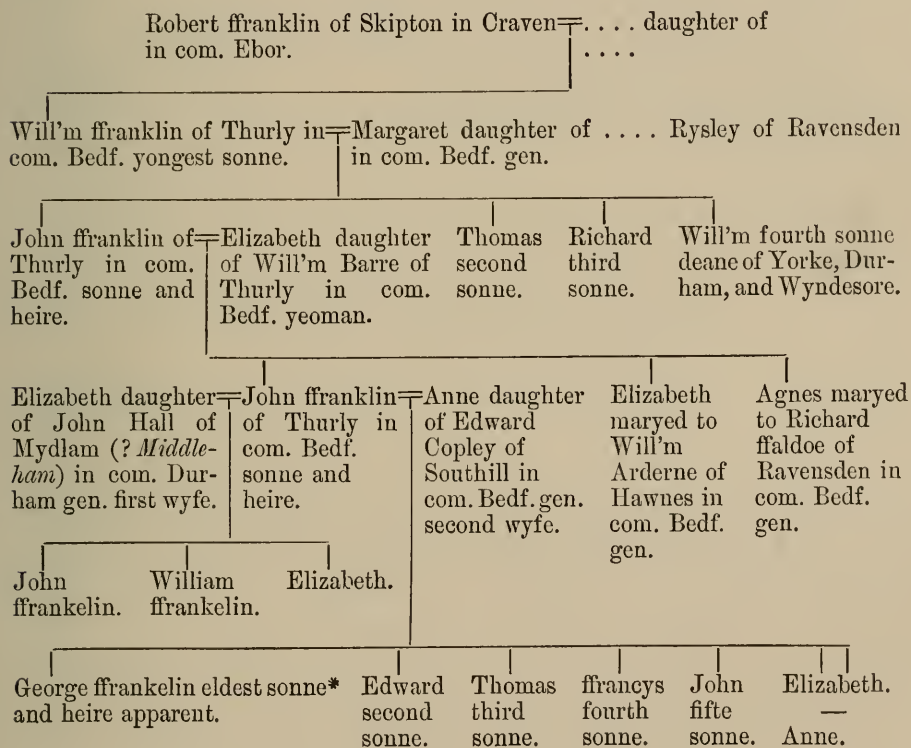 Robert ffranklin of Skipton in Craven=. . . . daughter of
in com. Ebor. . . . .
Will'm ffranklin of Thurly in=Margaret daughter of . . . . Rysley of Ravensden
com. Bedf. yongest sonne. in com. Bedf. gen.
John ffranklin of=
Thurly in com.
Bedf. sonne and
heire.
Elizabeth daughter
of Will'm Barre of
Thurly in com.
Bedf. yeoman.
Thomas
second
sonne.
Richard
third
sonne.
Will'm fourth sonne
deane of Yorke, Dur-
ham, and Wyndesore.
Elizabeth daughter=
of John Hall of
Mydlam (? Middle-
ham) in com. Dur-
ham gen. first wyfe.
John ffranklin=
of Thurly in
com. Bedf.
sonne and
heire.
Anne daughter
of Edward
Copley of
Southill in
com. Bedf. gen.
second wyfe.
Elizabeth
maryed to
Will'm
Arderne of
Hawnes in
com. Bedf.
gen.
Agnes maryed
to Richard
ffaldoe of
Ravensden in
com. Bedf.
gen.
John
ffrankelin.
William
ffrankelin.
Elizabeth.
George ffrankelin eldest sonne*
and heire apparent.
Edward
second
sonne.
Thomas
third
sonne.
ffrancys
fourth
sonne.
John
fifte
sonne.
Elizabeth.
—
Anne.